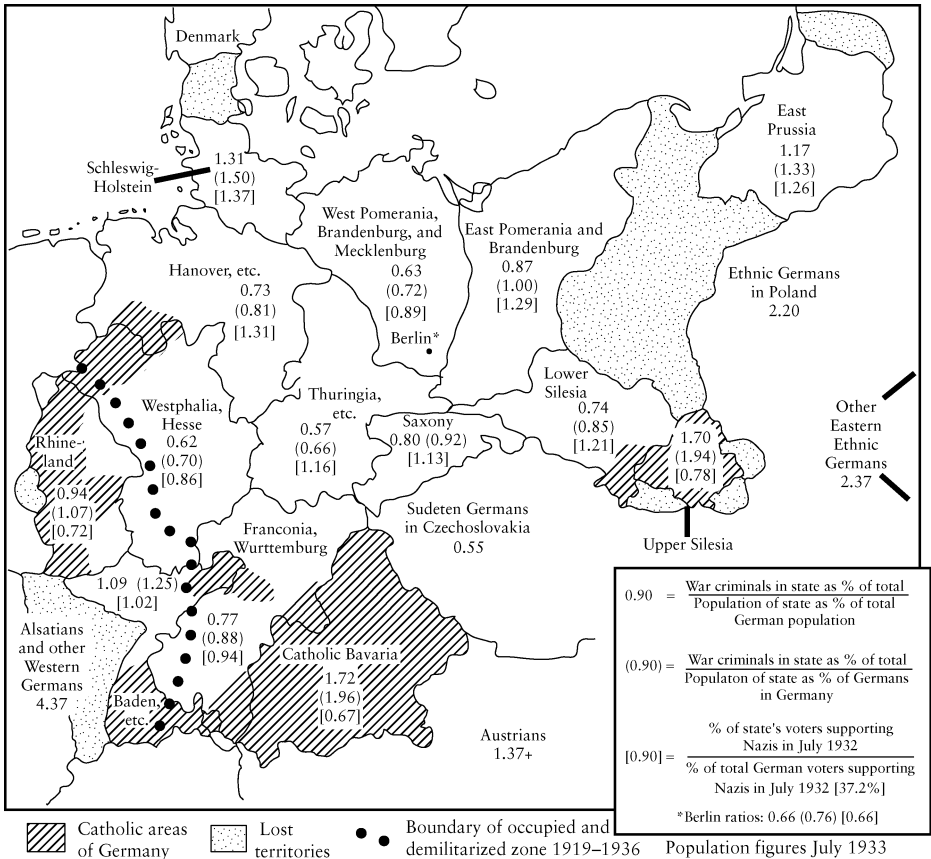 Denmark
Schleswig-
Holstein
1.31
(1.50)
[1.37]
East
Prussia
1.17
(1.33)
[1.26]
West Pomerania,
Brandenburg, and
Mecklenburg
0.63
(0.72)
[0.89]
Berlin*
East Pomerania and
Brandenburg
0.87
(1.00)
[1.29]
Hanover, etc.
0.73
(0.81)
[1.31]
Ethnic Germans
in Poland
2.20
Westphalia,
Hesse
0.62
(0.70)
[0.86]
Thuringia,
etc.
0.57
(0.66)
[1.16]
Saxony
0.80 (0.92)
[1.13]
Lower
Silesia
0.74
(0.85)
[1.21]
1.70
(1.94)
[0.78]
Upper Silesia
Other
Eastern
Ethnic
Germans
2.37
Rhine-
land
0.94
(1.07)
[0.72]
Sudeten Germans
in Czechoslovakia
0.55
Franconia,
Wurttemburg
0.77
(0.88)
[0.94]
1.09 (1.25)
[1.02]
Alsatians
and other
Western
Germans
4.37
Baden,
etc.
Catholic Bavaria
1.72
(1.96)
[0.67]
Austrians
1.37+
0.90 = War criminals in state as % of total
Population of state as % of total
German population
(0.90) = War criminals in state as % of total
Populaton of state as % of Germans
in Germany
% of state's voters supporting
Nazis in July 1932
[0.90] =
% of total German voters supporting
Nazis in July 1932 [37.2%]
*Berlin ratios: 0.66 (0.76) [0.66]
Catholic areas
of Germany
Lost
territories
Boundary of occupied and
demilitarized zone 1919–1936
Population figures July 1933